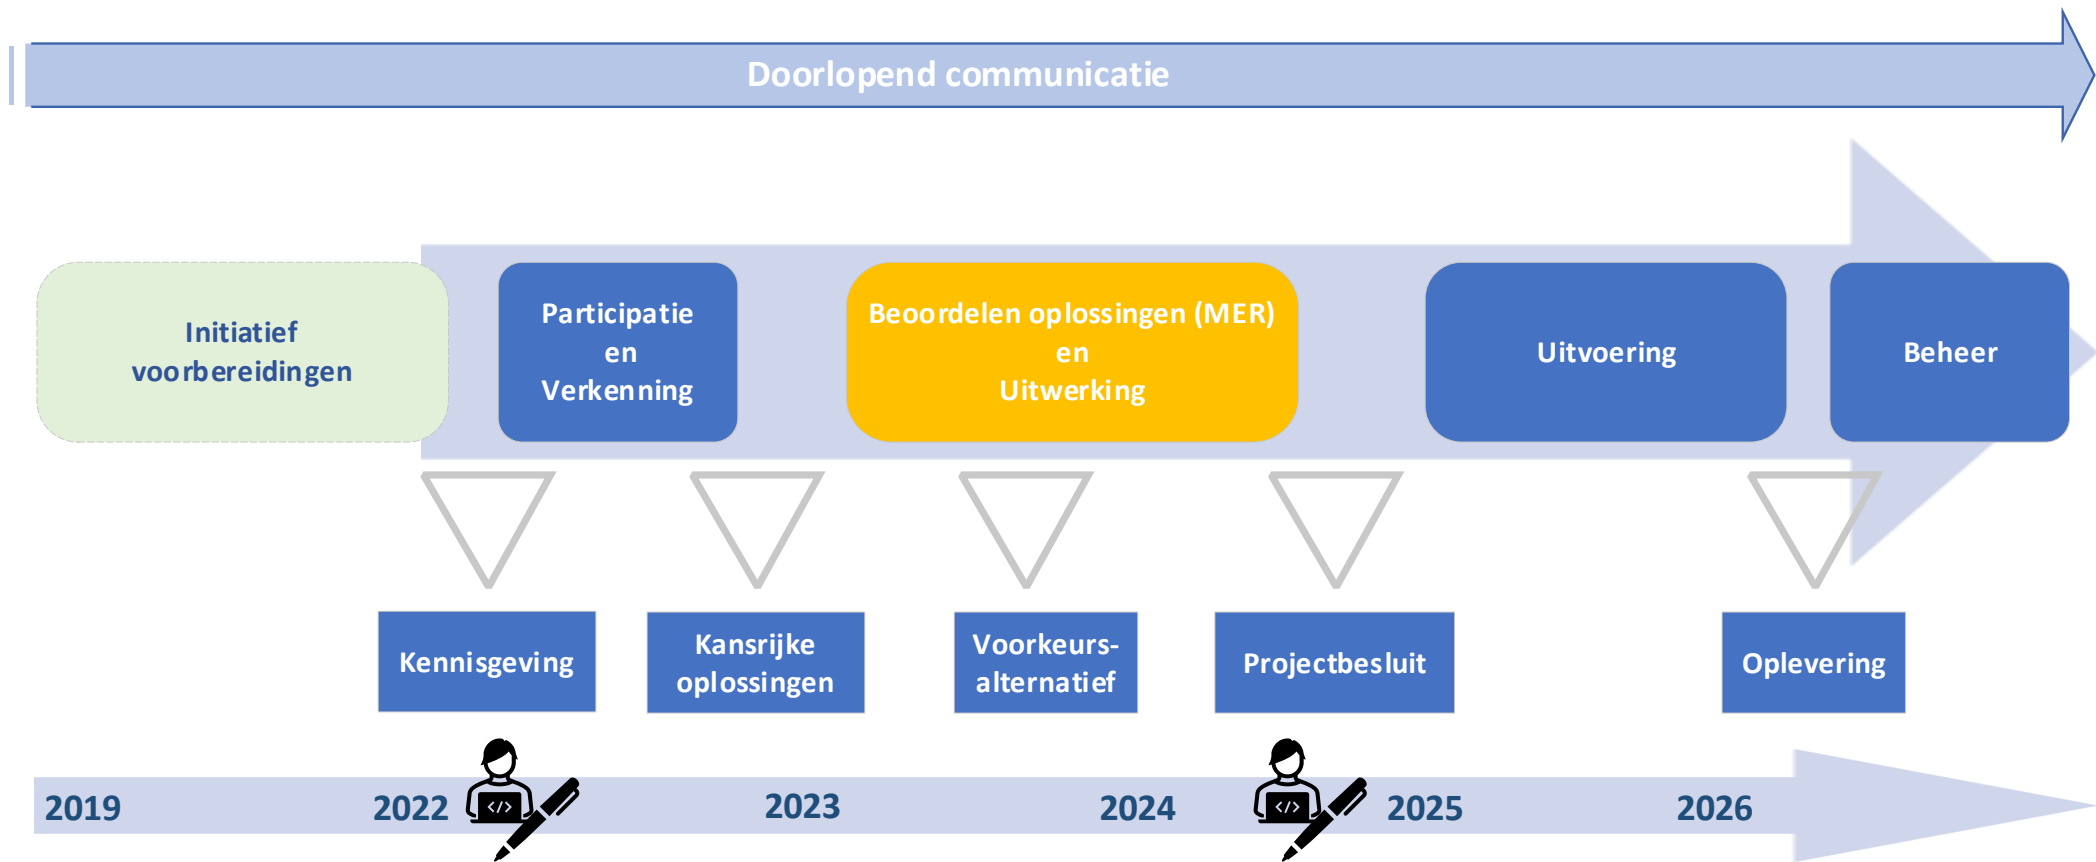 Doorlopend communicatie
Initiatief
voorbereidingen
Participatie
en
Verkenning
Beoordelen oplossingen (MER)
en
Uitwerking
Uitvoering
Beheer
Kennisgeving
Kansrijke
oplossingen
Voorkeurs-
alternatief
Projectbesluit
Oplevering
2019
2022
</>
2023
2024
</>
2025
2026